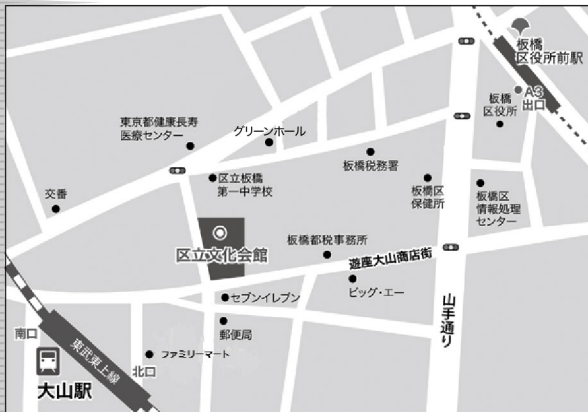 板橋
区役所前駅
A3
出口
板橋
区役所
東京都健康長寿
医療センター
グリーンホール
板橋税務署
区立板橋
第一中学校
板橋区
保健所
板橋区
情報処理
センター
交番
区立文化会館
板橋都税事務所
遊座大山商店街
ビッグ・エー
セブンイレブン
山手通り
郵便局
南口
東武東上線
北口
ファミリーマート
大山駅